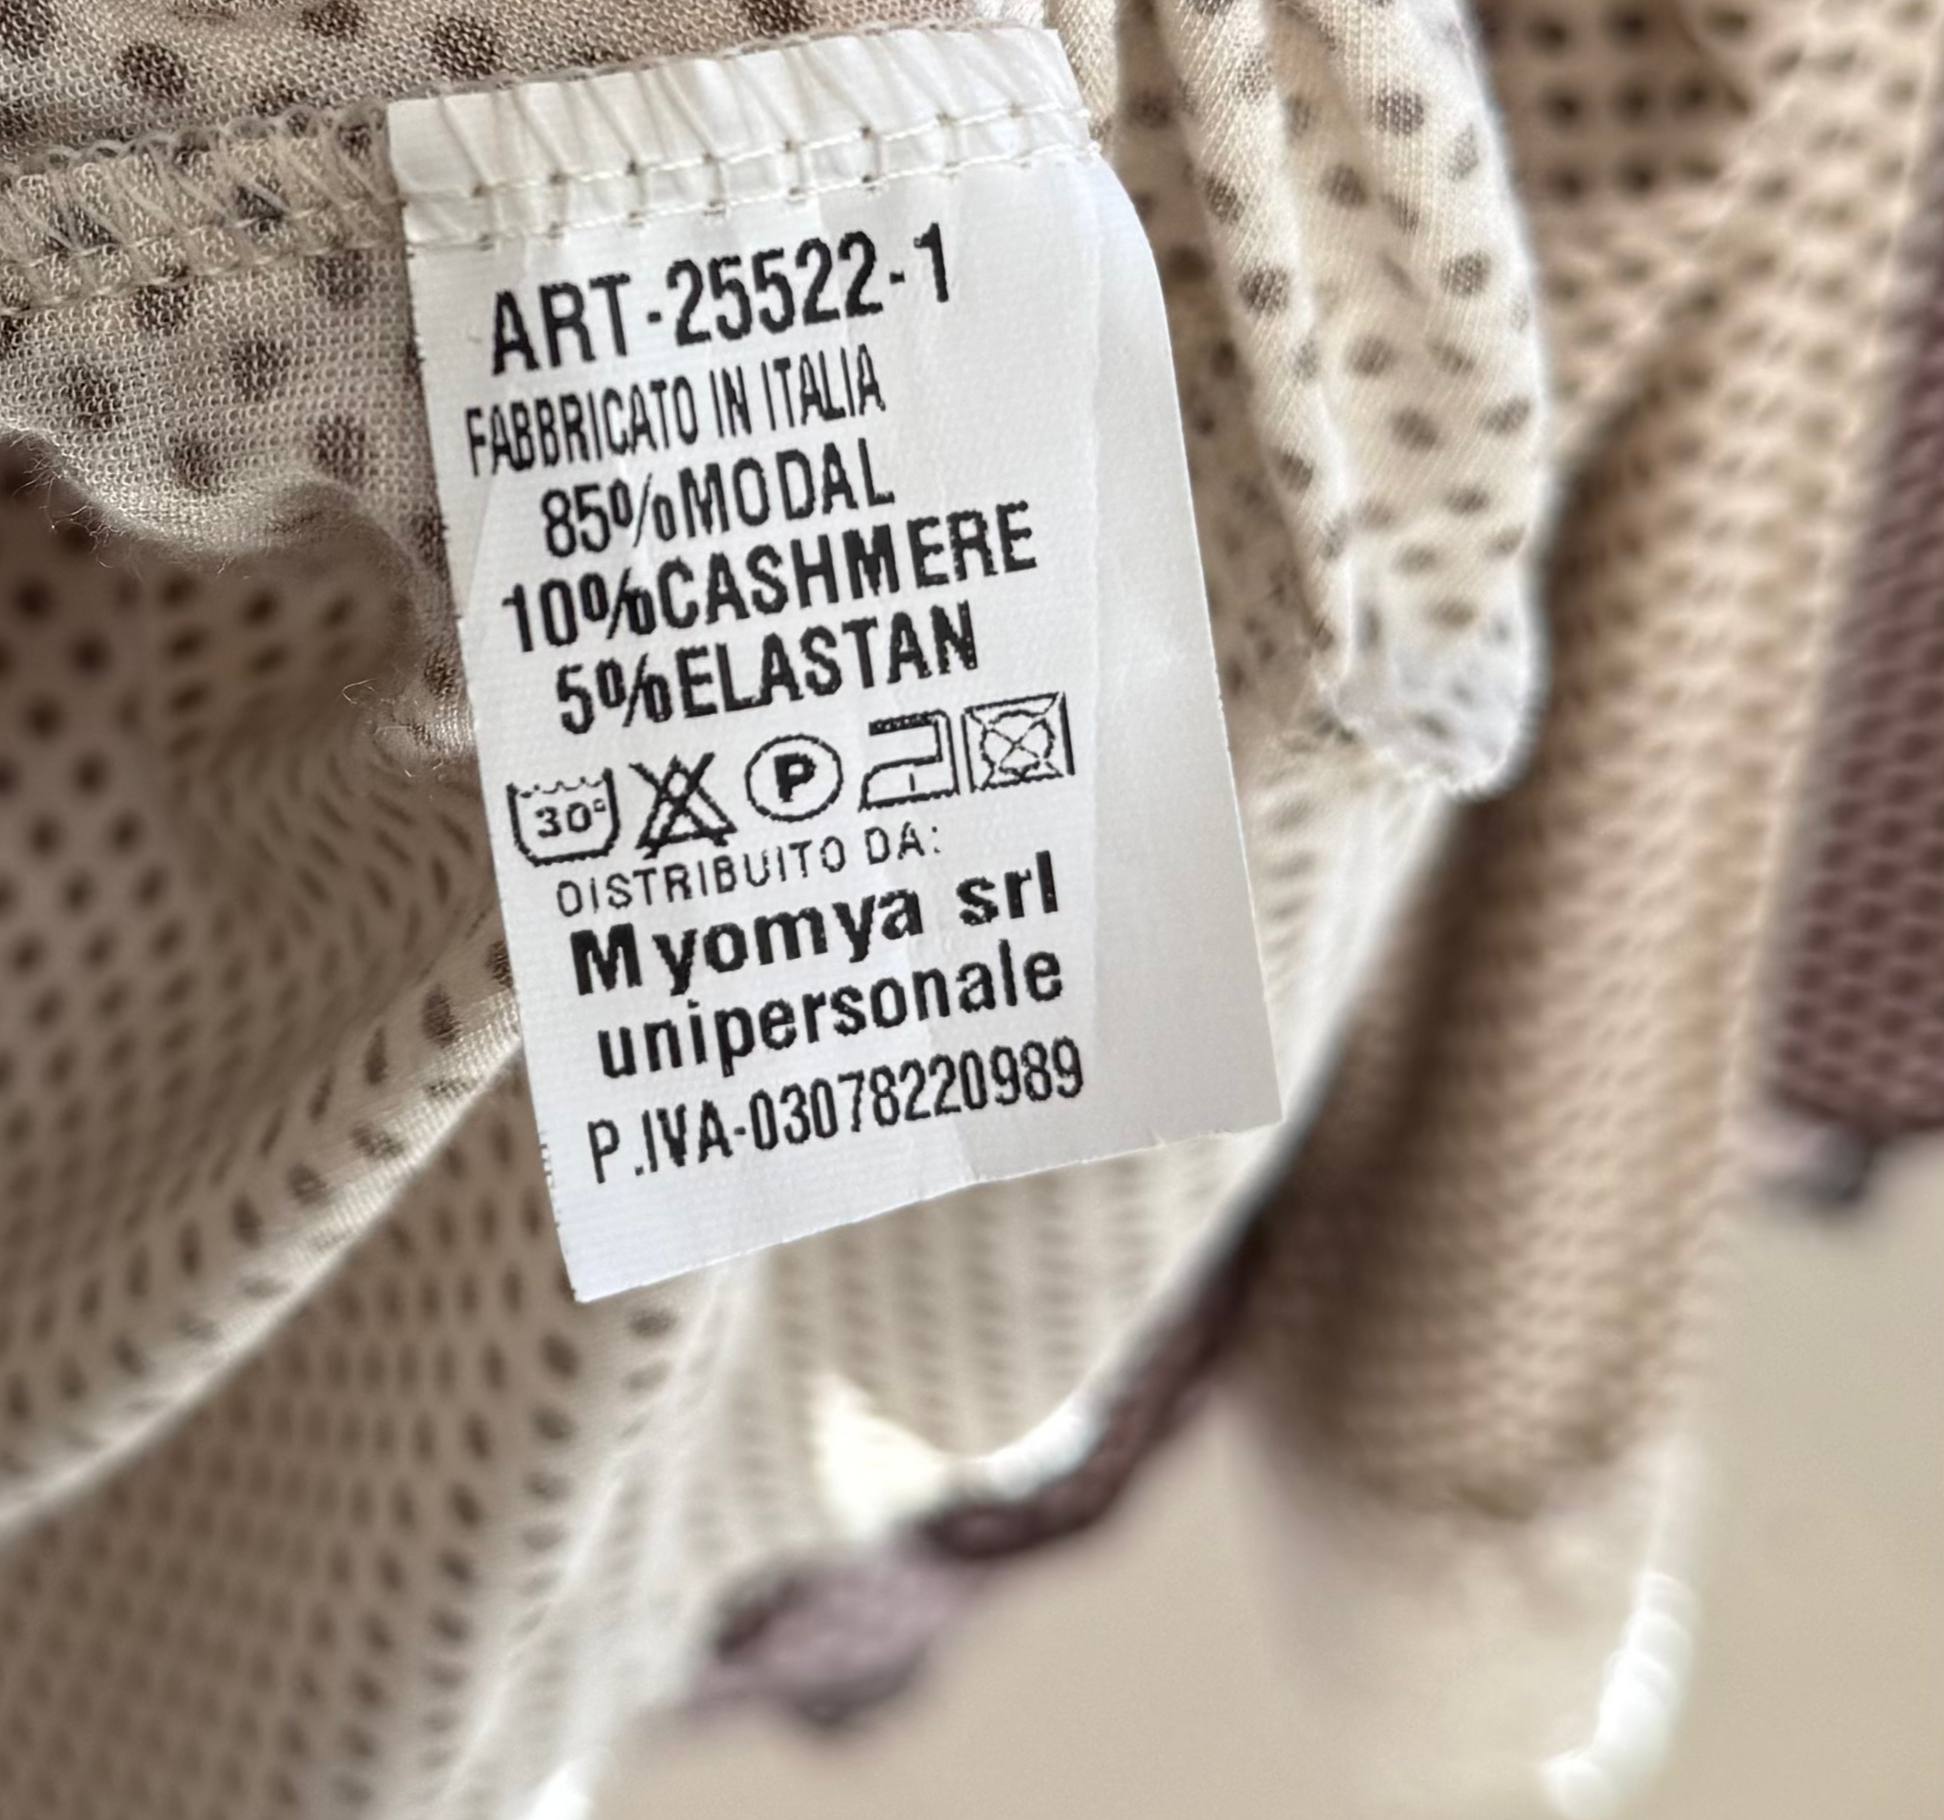 ART-25522-1
FABBRICATO IN ITALIA
85%MODAL
10%CASHMERE
5%ELASTAN
30° P
DISTRIBUITO DA:
Myomya srl
unipersonale
P.IVA-03078220989